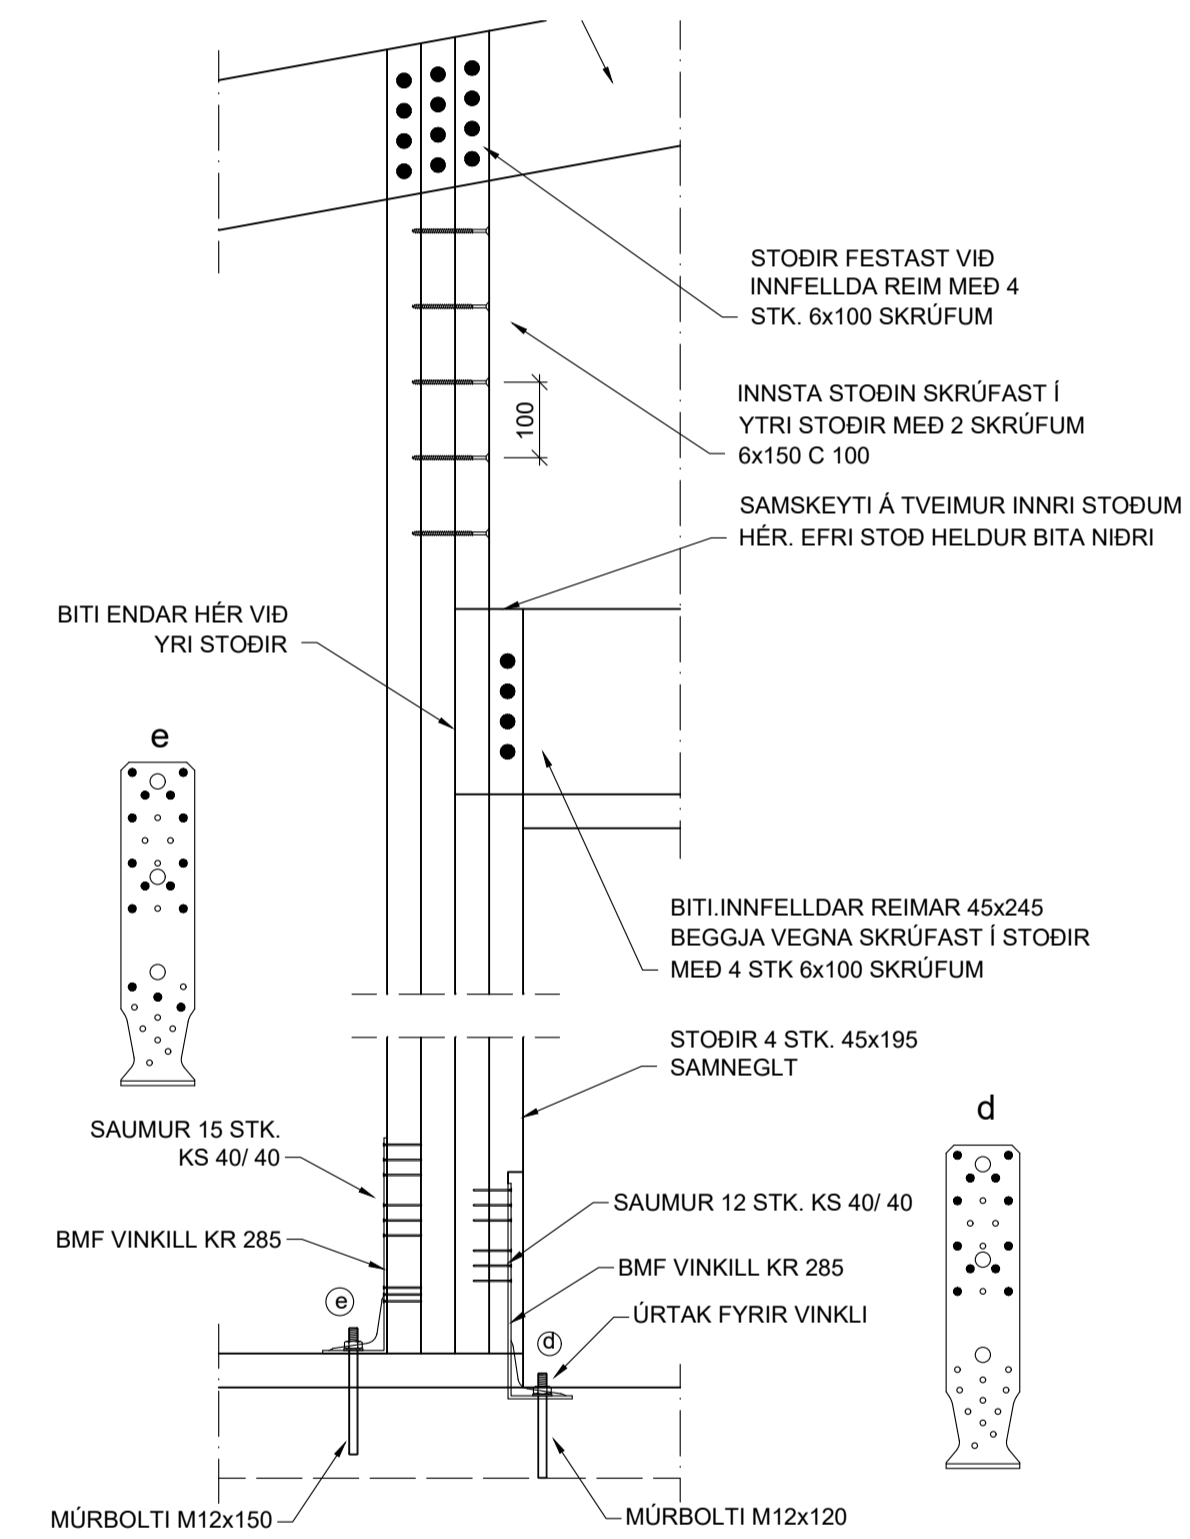 STOÐIR FESTAST VIÐ
INNFELLDA REIM MEÐ 4
STK. 6x100 SKRÚFUM
INNSTA STOÐIN SKRÚFAST Í
YTRI STOÐIR MEÐ 2 SKRÚFUM
6x150 C 100
100
SAMSKEYTI Á TVEIMUR INNRI STOÐUM
HÉR. EFRI STOÐ HELDUR BITA NIÐRI
BITI ENDAR HÉR VIÐ
YRI STOÐIR
e
BITI.INNFELLDAR REIMAR 45x245
BEGGJA VEGNA SKRÚFAST Í STOÐIR
MEÐ 4 STK 6x100 SKRÚFUM
STOÐIR 4 STK. 45x195
SAMNEGLT
d
SAUMUR 15 STK.
KS 40/ 40
SAUMUR 12 STK. KS 40/ 40
BMF VINKILL KR 285
BMF VINKILL KR 285
e
ÚRTAK FYRIR VINKLI
d
MÚRBOLTI M12x150
MÚRBOLTI M12x120